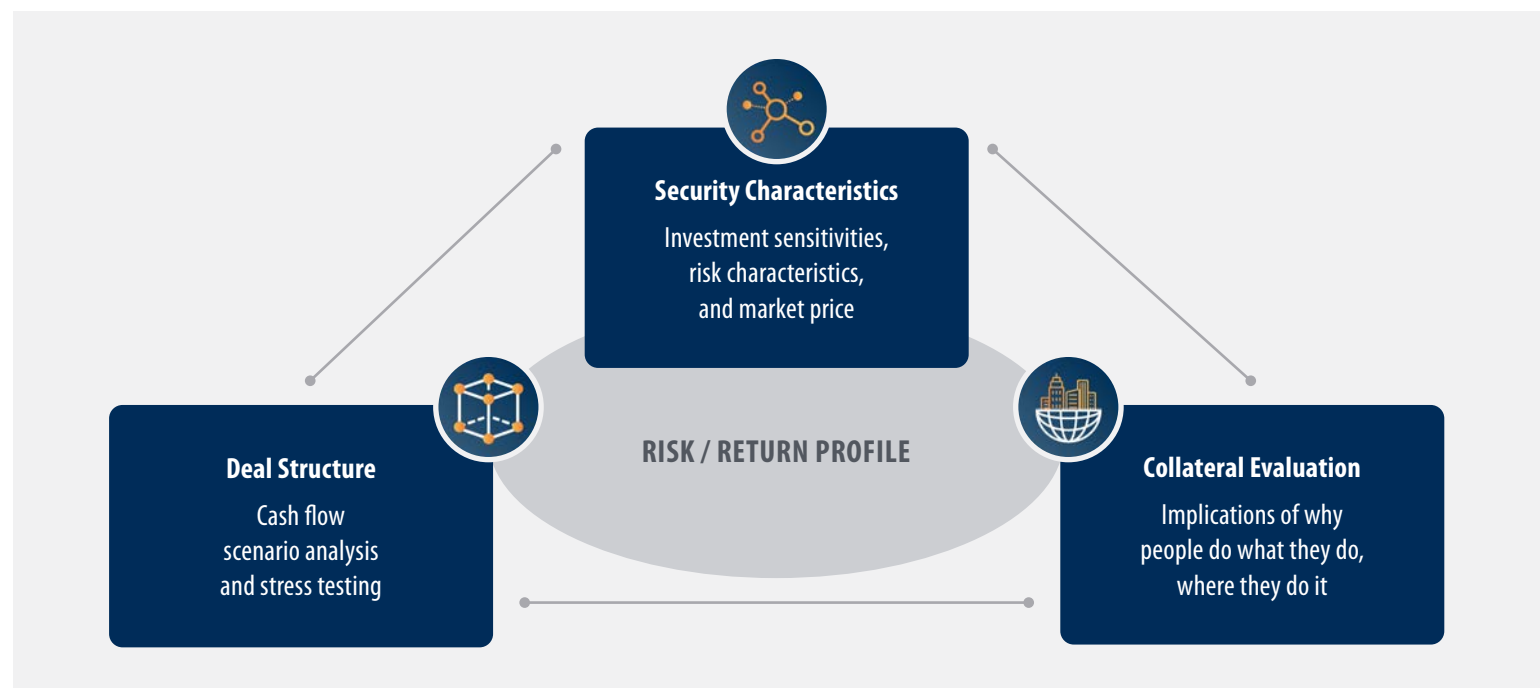 Security Characteristics
Investment sensitivities,
risk characteristics,
and market price
RISK / RETURN PROFILE
Deal Structure
Cash flow
scenario analysis
and stress testing
Collateral Evaluation
Implications of why
people do what they do,
where they do it